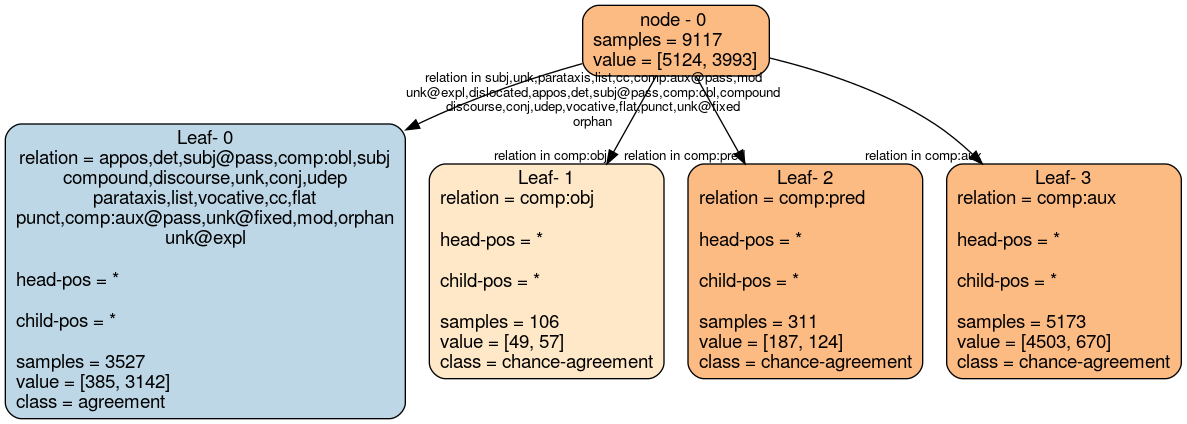 node - 0
samples = 9117
value = [5124, 3993]
relation in subj,unk,parataxis,list,cc,comp:aux@pass,mod
unk@expl,dislocated,appos,det,subj@pass,comp:obl,compound
discourse,conj,udep,vocative,flat,punct,unk@fixed
orphan
relation in comp:obj
relation in comp:pred
relation in comp:aux
Leaf- 0
relation = appos,det,subj@pass,comp:obl,subj
compound,discourse,unk,conj,udep
parataxis,list,vocative,cc,flat
punct,comp:aux@pass,unk@fixed,mod,orphan
unk@expl
head-pos = *
child-pos = *
samples = 3527
value = [385, 3142]
class = agreement
Leaf- 1
relation = comp:obj
head-pos = *
child-pos = *
samples = 106
value = [49, 57]
class = chance-agreement
Leaf- 2
relation = comp:pred
head-pos = *
child-pos = *
samples = 311
value = [187, 124]
class = chance-agreement
Leaf- 3
relation = comp:aux
head-pos = *
child-pos = *
samples = 5173
value = [4503, 670]
class = chance-agreement